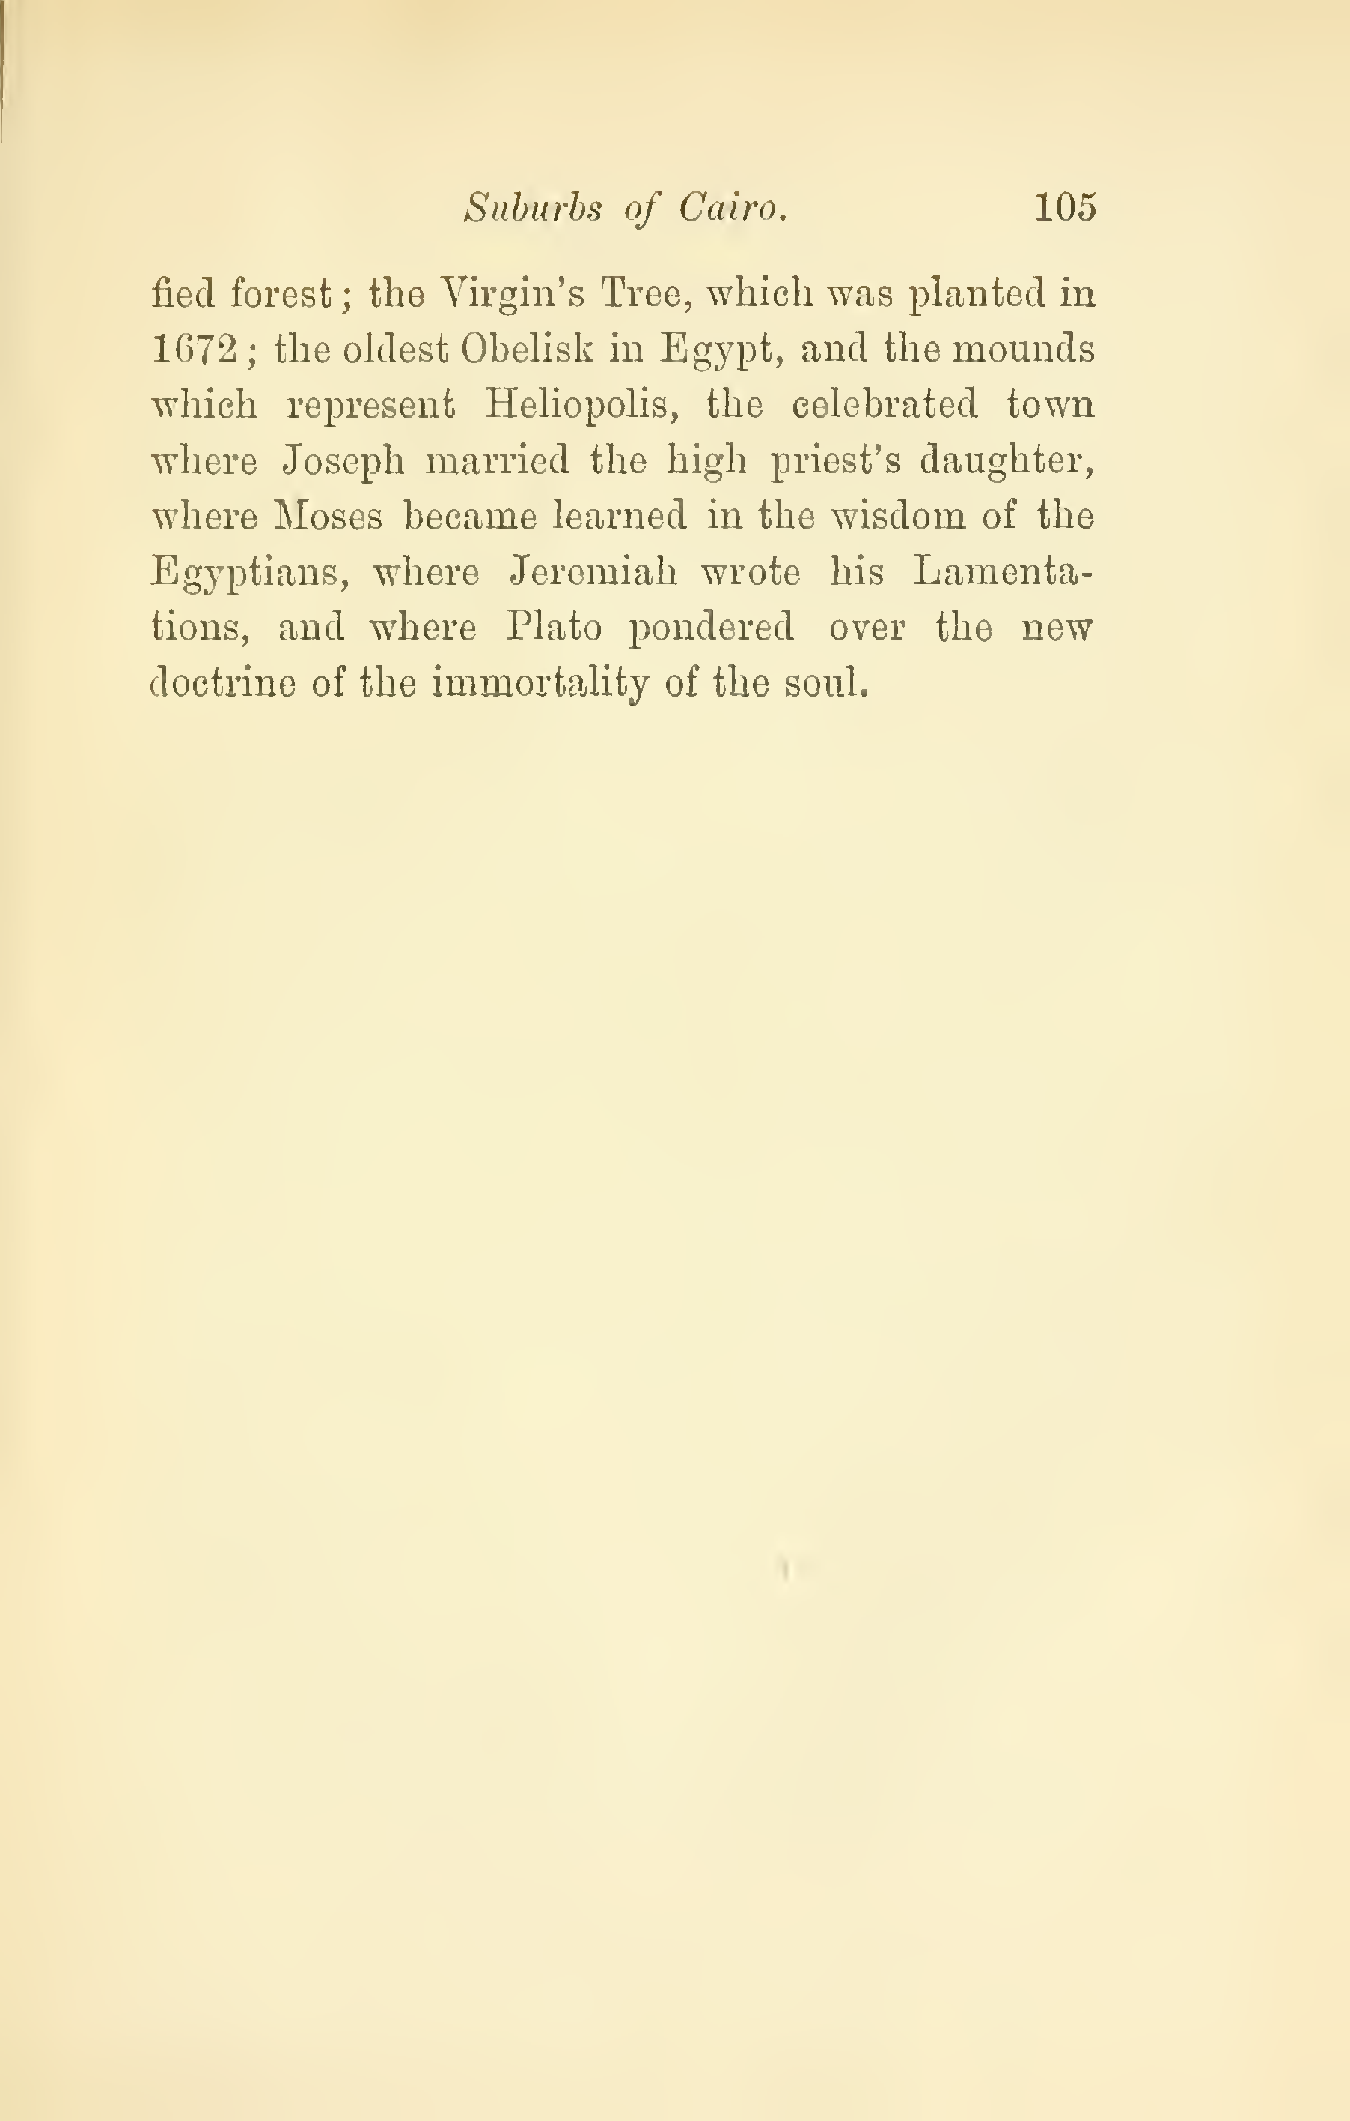 Suburbs of Cairo. 105
fied forest; the Virgin's Tree, which was planted in
1672; the oldest Obelisk in Egypt, and the mounds
which represent Heliopolis, the celebrated town
where Joseph married the high priest's daughter,
where Moses became learned in the wisdom of the
Egyptians, where Jeremiah wrote his Lamenta-
tions, and where Plato pondered over the new
doctrine of the immortality of the soul.